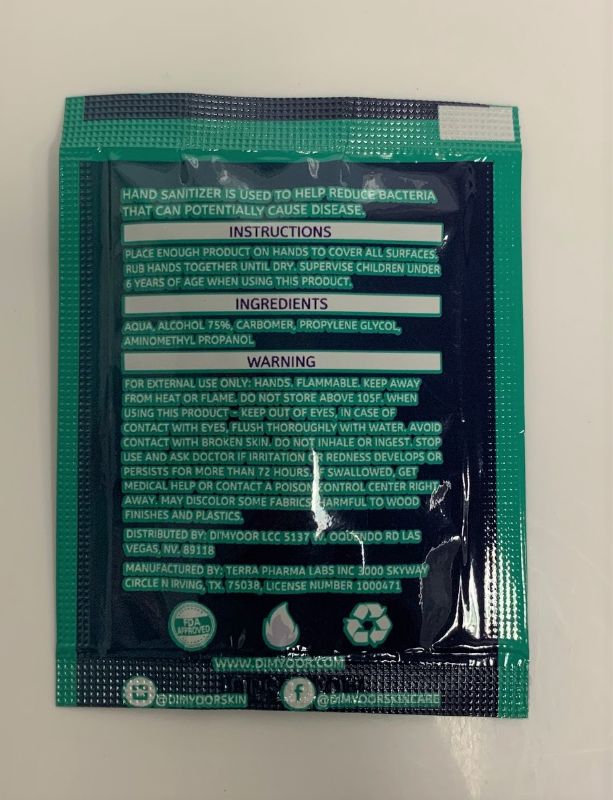 HAND SANITIZER IS USED TO HELP REDUCE BACTERIA
THAT CAN POTENTIALLY CAUSE DISEASE.
INSTRUCTIONS
PLACE ENOUGH PRODUCT ON HANDS TO COVER ALL SURFACES.
RUB HANDS TOGETHER UNTIL DRY. SUPERVISE CHILDREN UNDER
6 YEARS OF AGE WHEN USING THIS PRODUCT.
INGREDIENTS
AQUA, ALCOHOL 75%, CARBOMER, PROPYLENE GLYCOL,
AMINOMETHYL PROPANOL
WARNING
FOR EXTERNAL USE ONLY: HANDS. FLAMMABLE. KEEP AWAY
FROM HEAT OR FLAME. DO NOT STORE ABOVE 105F. WHEN
USING THIS PRODUCT - KEEP OUT OF EYES, IN CASE OF
CONTACT WITH EYES, FLUSH THOROUGHLY WITH WATER. AVOID
CONTACT WITH BROKEN SKIN. DO NOT INHALE OR INGEST. STOP
USE AND ASK DOCTOR IF IRRITATION OR REDNESS DEVELOPS OR
PERSISTS FOR MORE THAN 72 HOURS. IF SWALLOWED, GET
MEDICAL HELP OR CONTACT A POISON CONTROL CENTER RIGHT
AWAY. MAY DISCOLOR SOME FABRICS. HARMFUL TO WOOD
FINISHES AND PLASTICS.
DISTRIBUTED BY: DI'MYOOR LCC 5137 RD LAS
VEGAS, NV. 89118
MANUFACTURED BY: TERRA PHARMA LABS INC 3000 SKYWAY
CIRCLE N IRVING, TX. 75038, LICENSE NUMBER 1000471
FDA
APPROVED
WWW.DIMYOOR.COM
@DIMYOORSKIN f @DIMYOORSKINCARE